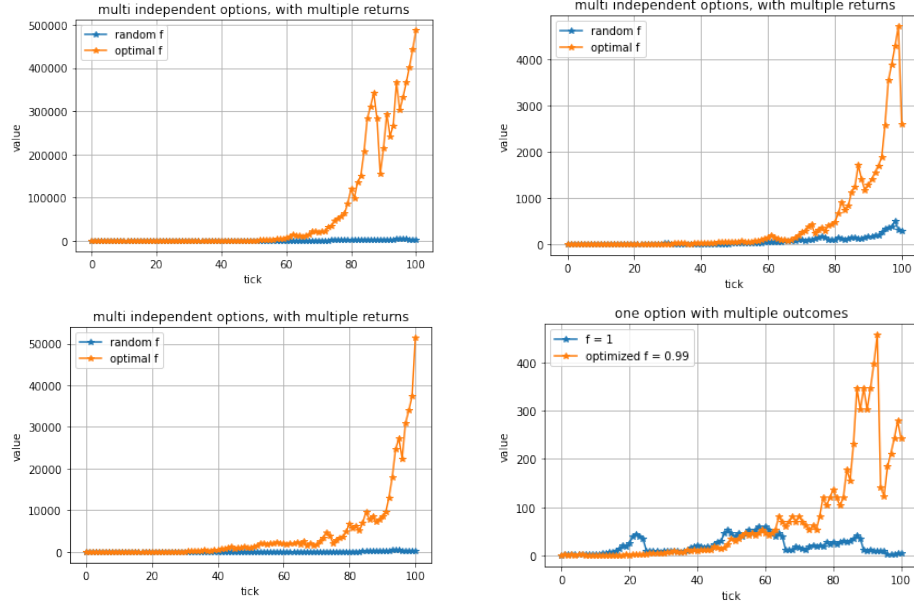 multi independent options, with multiple returns
random f
optimal f
500000
400000
300000
200000
100000
0
value
0
20
40
60
80
100
tick
multi independent options, with multiple returns
random f
optimal f
4000
3000
2000
1000
0
value
0
20
40
60
80
100
tick
multi independent options, with multiple returns
random f
optimal f
50000
40000
30000
20000
10000
0
value
0
20
40
60
80
100
tick
one option with multiple outcomes
f = 1
optimized f = 0.99
400
300
200
100
0
value
0
20
40
60
80
100
tick